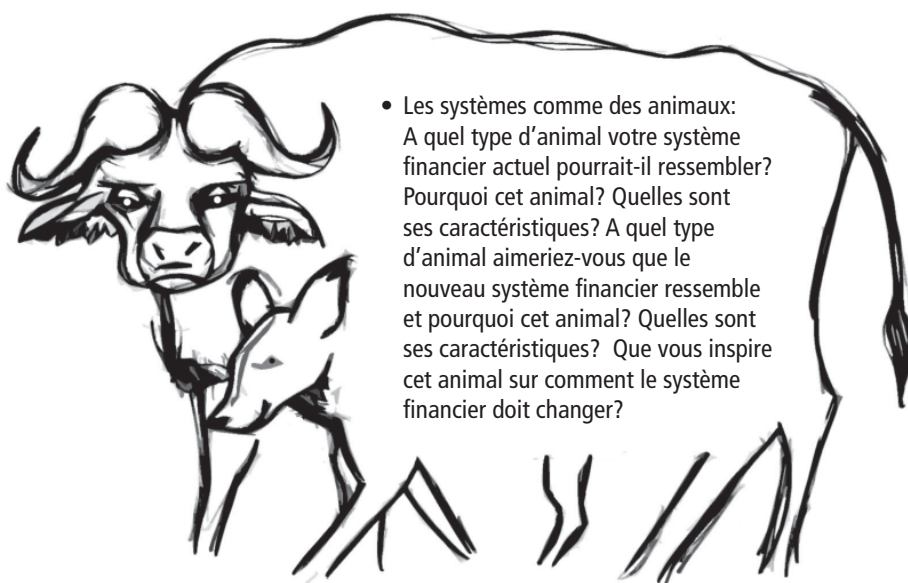 • Les systèmes comme des animaux:
A quel type d’animal votre système
financier actuel pourrait-il ressembler?
Pourquoi cet animal? Quelles sont
ses caractéristiques? A quel type
d’animal aimeriez-vous que le
nouveau système financier ressemble
et pourquoi cet animal? Quelles sont
ses caractéristiques?  Que vous inspire
cet animal sur comment le système
financier doit changer?